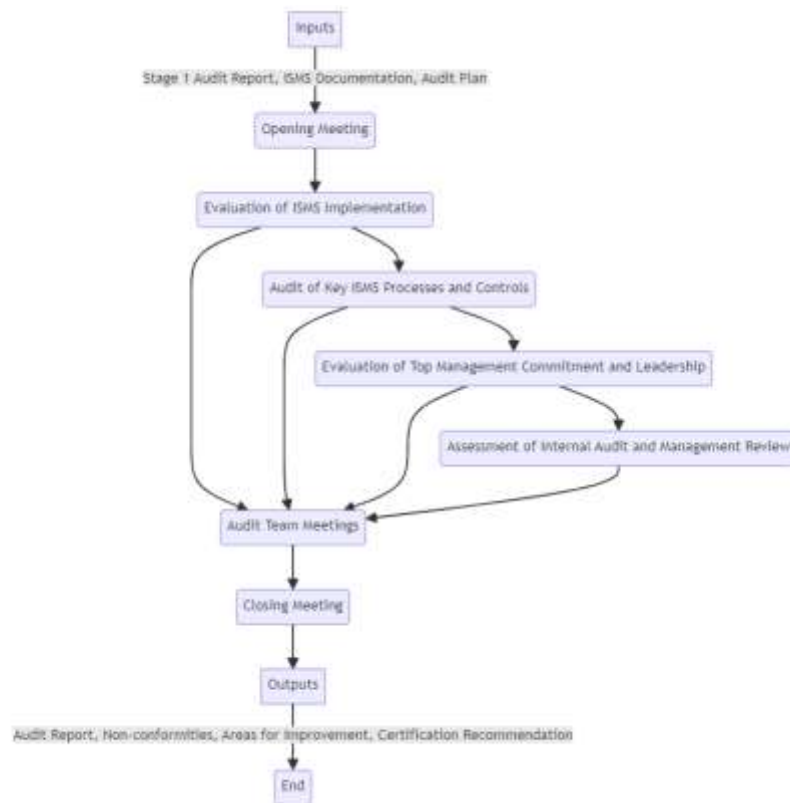 Inputs
Stage 1 Audit Report, ISMS Documentation, Audit Plan
Opening Meeting
Evaluation of ISMS Implementation
Audit of Key ISMS Processes and Controls
Evaluation of Top Management Commitment and Leadership
Assessment of Internal Audit and Management Review
Audit Team Meetings
Closing Meeting
Outputs
Audit Report, Non-conformities, Areas for Improvement, Certification Recommendation
End